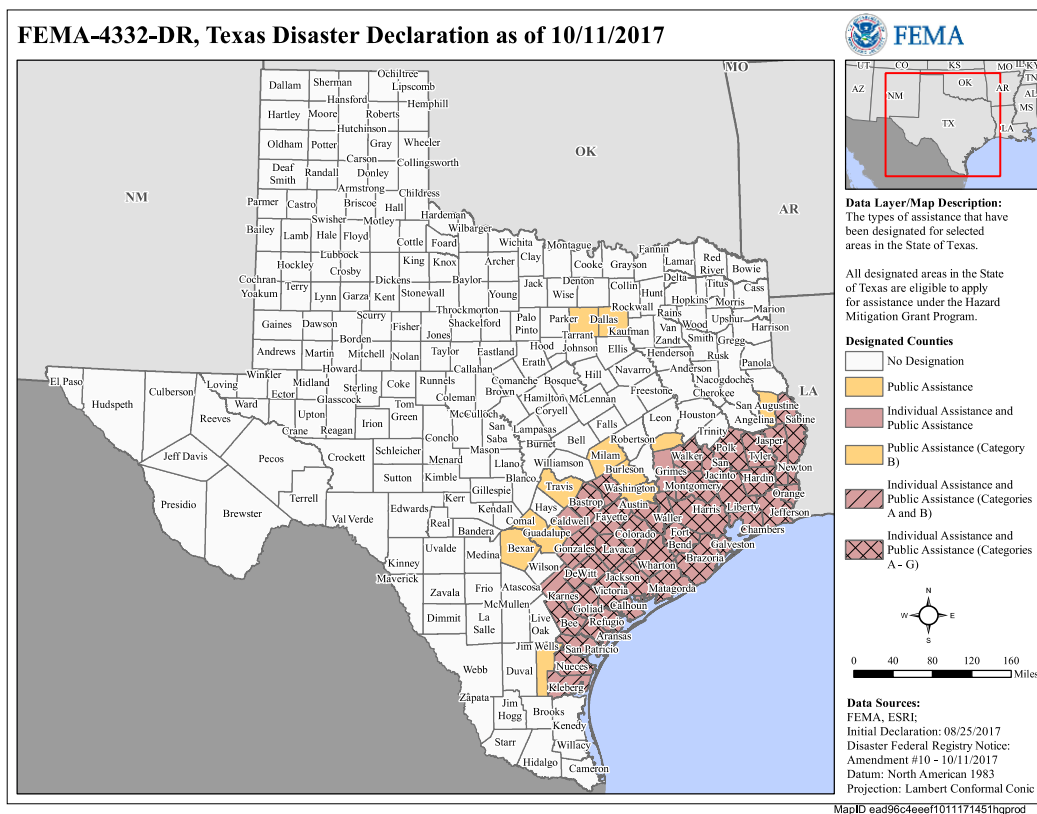 FEMA-4332-DR, Texas Disaster Declaration as of 10/11/2017
FEMA
MO
OK
NM
AR
LA
UT CO KS MO IL KY
AZ NM OK AR TN
AL
MS
TX
LA
Data Layer/Map Description:
The types of assistance that have
been designated for selected
areas in the State of Texas.
All designated areas in the State
of Texas are eligible to apply
for assistance under the Hazard
Mitigation Grant Program.
Designated Counties
No Designation
Public Assistance
Individual Assistance and
Public Assistance
Public Assistance (Category
B)
Individual Assistance and
Public Assistance (Categories
A and B)
Individual Assistance and
Public Assistance (Categories
A - G)
N
W E
S
0 40 80 120 160
Miles
Data Sources:
FEMA, ESRI;
Initial Declaration: 08/25/2017
Disaster Federal Registry Notice:
Amendment #10 - 10/11/2017
Datum: North American 1983
Projection: Lambert Conformal Conic
MapID ead96c4eeef1011171451hqprod
Ochiltree
Dallam Sherman Lipscomb
Hansford
Hemphill
Hartley Moore Roberts
Hutchinson
Oldham Potter Gray Wheeler
Carson
Collingsworth
Deaf
Smith
Randall Donley
Armstrong
Childress
Parmer Castro Briscoe Hall
Swisher Motley
Hardeman
Bailey Lamb Hale Floyd Wilbarger
Cottle Foard Wichita
Lubbock
Hockley Crosby King Knox Archer Clay
Montague Cooke Grayson Fannin Lamar Red
River
Bowie
Cochran Dickens Baylor Jack Denton Collin Delta Titus Cass
Yoakum Terry Lynn Garza Kent Stonewall Young Wise Hunt Hopkins Morris
Throckmorton Rockwall Rains Marion
Scurry Shackelford Palo
Pinto
Parker Dallas Wood Upshur
Gaines Dawson Fisher Jones Tarrant Kaufman Van
Zandt
Smith Gregg Harrison
Borden Hood Johnson Ellis
Andrews Martin Mitchell Nolan Taylor Eastland Henderson Rusk Panola
Howard Callahan Erath
El Paso Winkler Midland Comanche Bosque Hill Navarro Anderson Nacogdoches
Culberson Loving Ector Glasscock Sterling Coke Runnels Coleman Brown Hamilton McLennan Freestone Cherokee
Hudspeth Ward Upton Tom
Green
Coryell San Augustine
Reeves Crane Reagan Irion McCulloch Lampasas Falls Leon Houston Angelina Sabine
Concho San
Saba
Bell Robertson Trinity
Jeff Davis Pecos Crockett Schleicher Menard Mason Burnet Milam Walker Polk Jasper
Tyler
Llano Williamson Burleson Grimes San
Jacinto
Hardin Newton
Sutton Kimble Blanco Travis Washington Montgomery
Gillespie Orange
Presidio Brewster Terrell Edwards Kerr Kendall Hays Bastrop Austin Harris Liberty Jefferson
Val Verde Real Comal Caldwell Fayette Waller Chambers
Bandera Guadalupe Colorado Fort
Bend
Galveston
Uvalde Medina Bexar Gonzales Lavaca Brazoria
Kinney Wilson Wharton
Maverick Frio Atascosa DeWitt Jackson Matagorda
Zavala Karnes Victoria
McMullen Goliad Calhoun
Dimmit La
Salle
Live
Oak
Bee Refugio
Aransas
Jim Wells San Patricio
Webb Duval Nueces
Kleberg
Zapata Jim
Hogg
Brooks
Kenedy
Starr Willacy
Hidalgo
Cameron